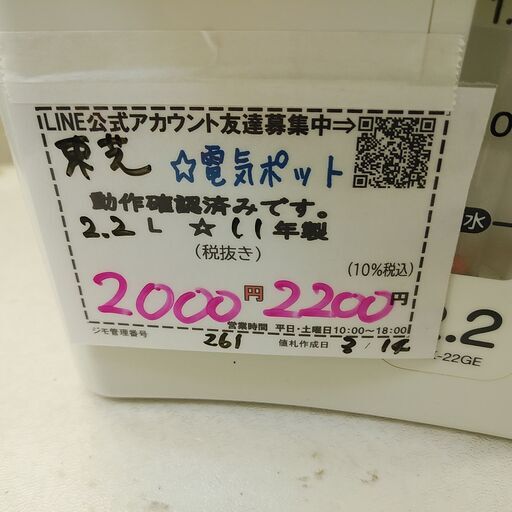 LINE公式アカウント友達募集中⇒
東芝 ☆電気ポット
動作確認済みです。
2.2L ☆ 11年製
(税抜き)
(10%税込)
2000円 2200円
営業時間 平日・土曜日10:00〜18:00
ジモ管理番号 261 値札作成日 3/14
0
水
2.2
-22GE